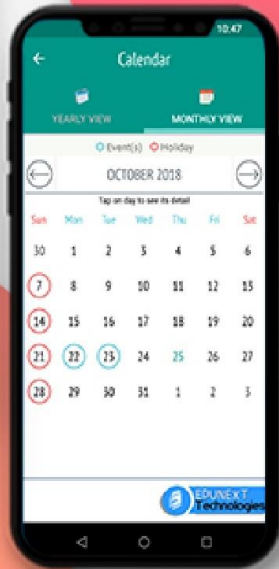 10:47
Calendar
YEARLY VIEW MONTHLY VIEW
Event(s) Holiday
OCTOBER 2018
Tap on day to see its detail
Sun Mon Tue Wed Thu Fri Sat
30 1 2 3 4 5 6
7 8 9 10 11 12 13
14 15 16 17 18 19 20
21 22 23 24 25 26 27
28 29 30 31 1 2 3
EDUNEXT
Technologies